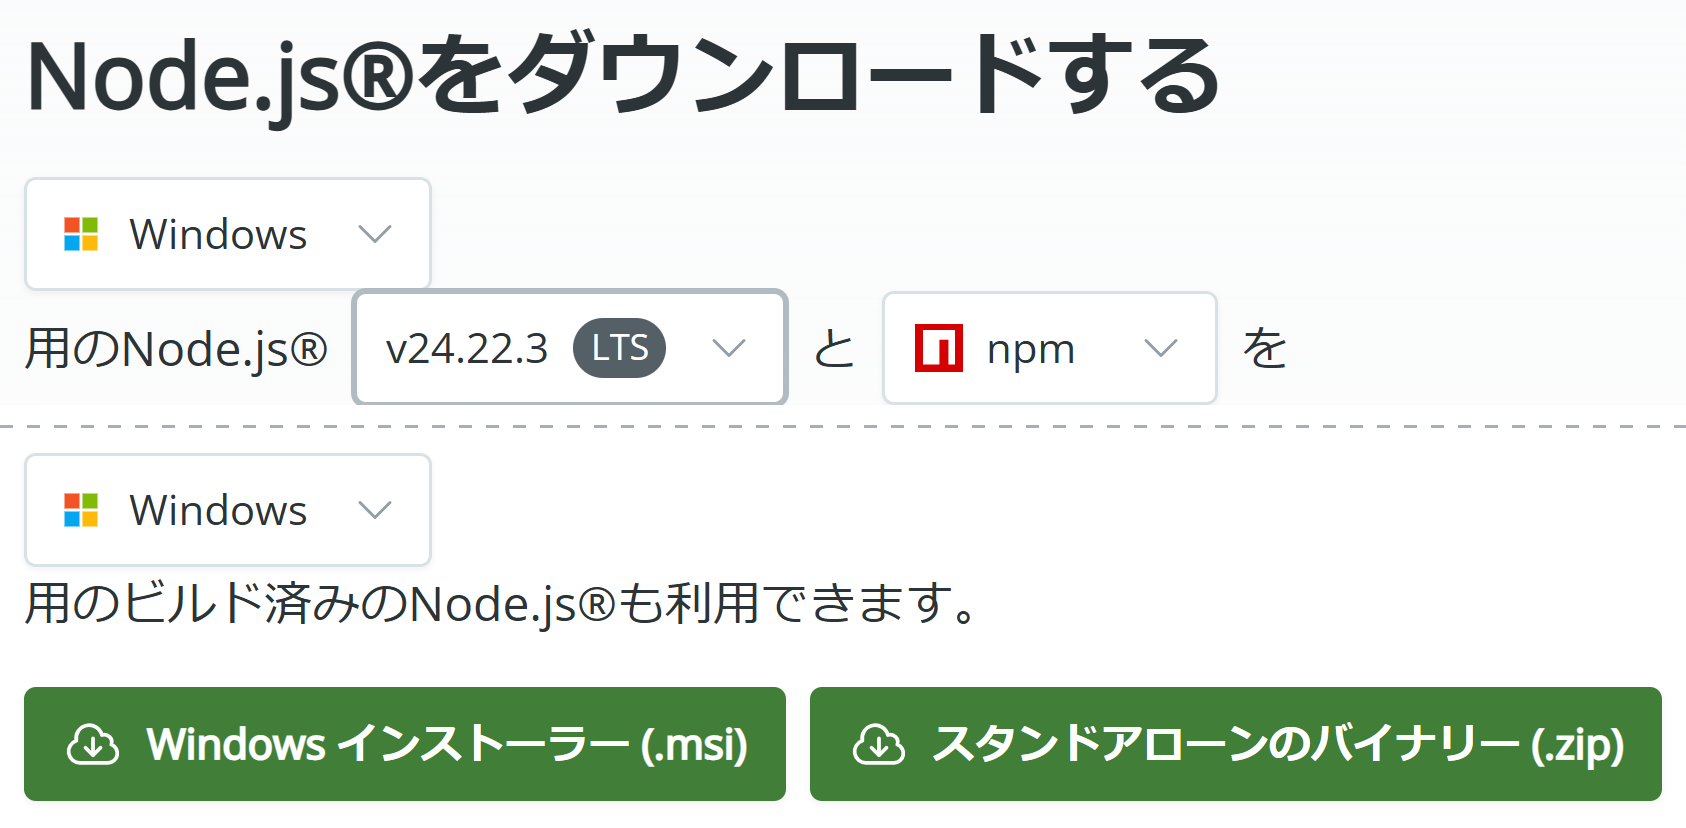 Node.js®をダウンロードする
Windows
用のNode.js® v24.22.3 LTS と npm を
Windows
用のビルド済みのNode.js®も利用できます。
Windows インストーラー (.msi) スタンドアローンのバイナリー (.zip)